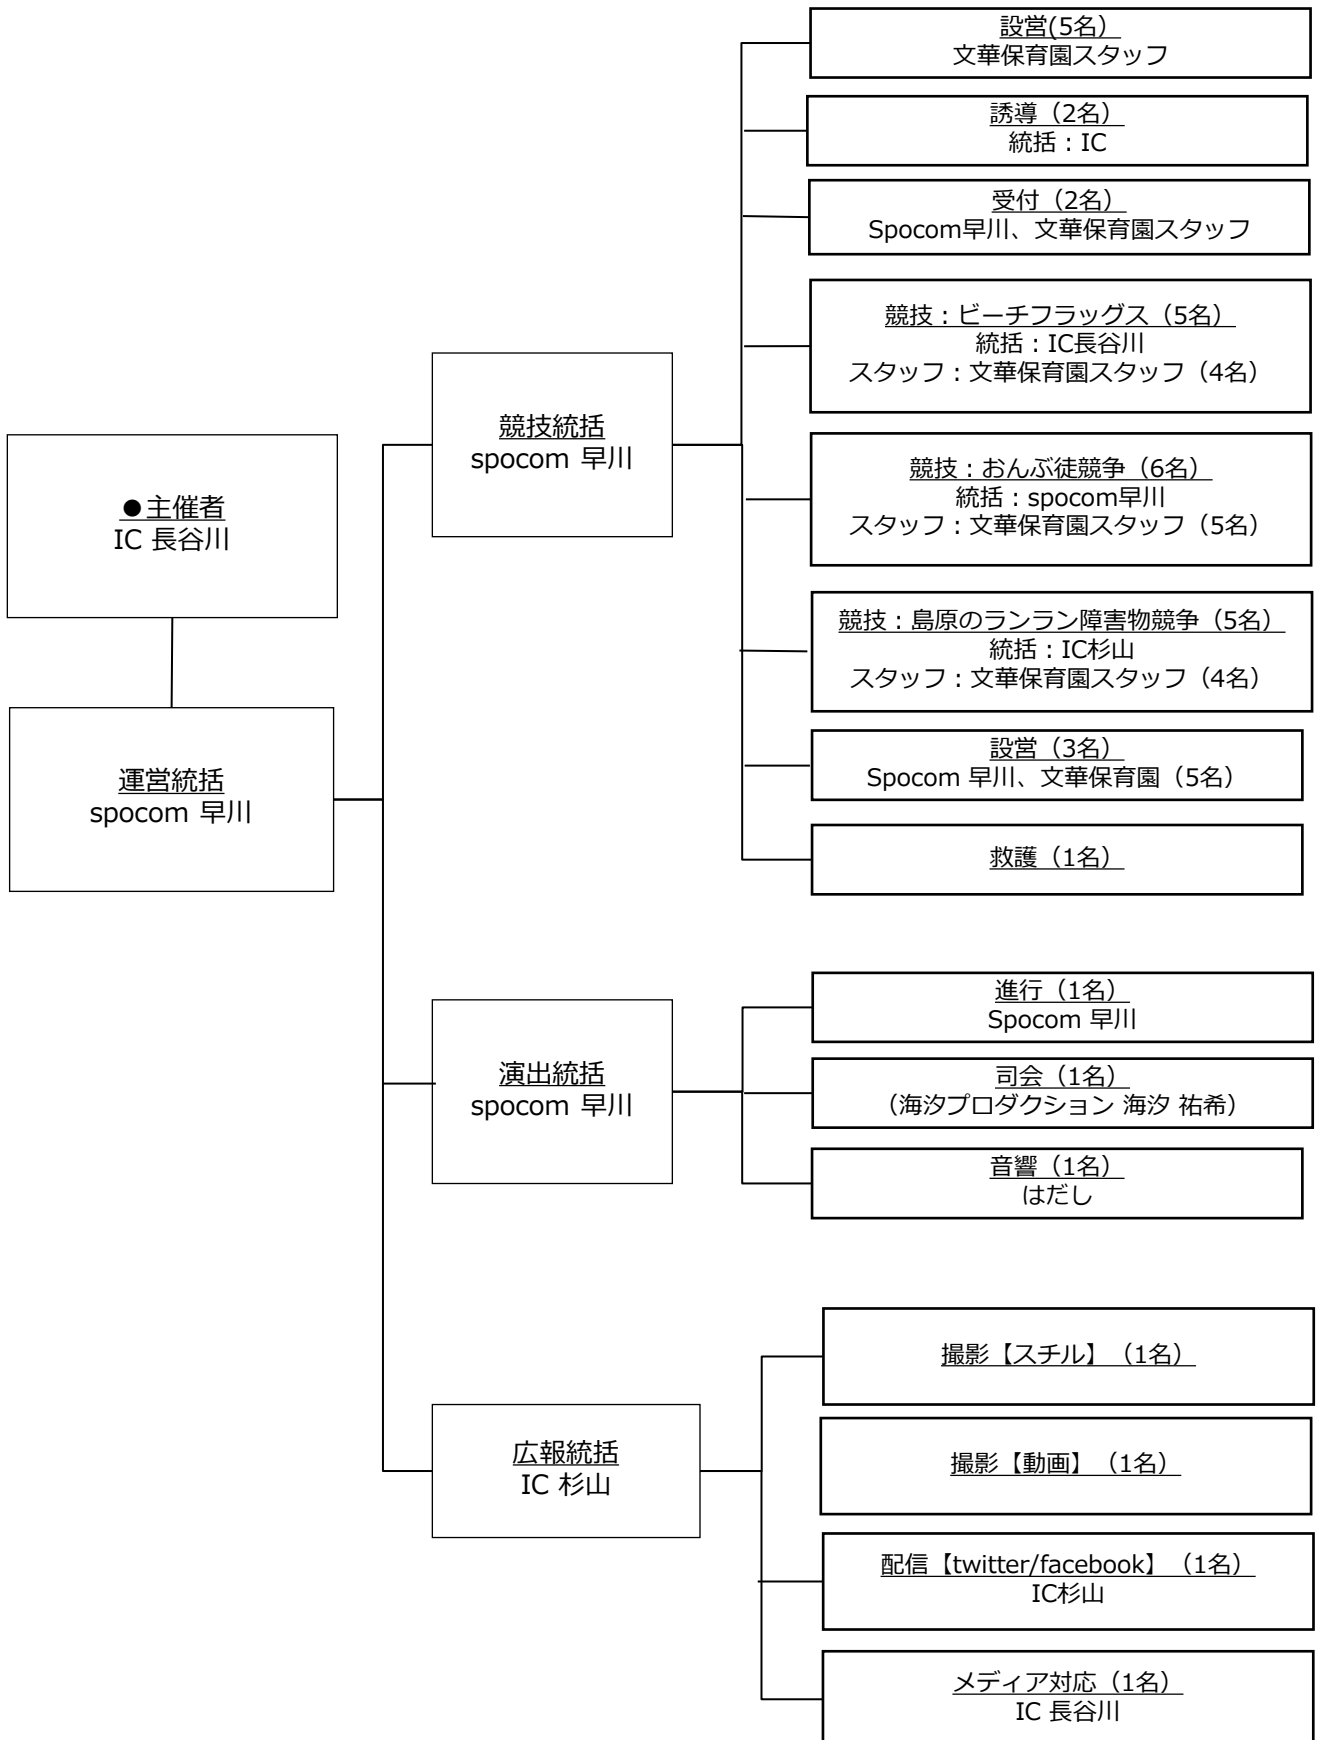 ●主催者
IC 長谷川
運営統括
spocom 早川
競技統括
spocom 早川
設営(5名）
文華保育園スタッフ
誘導（2名）
統括：IC
受付（2名）
Spocom早川、文華保育園スタッフ
競技：ビーチフラッグス（5名）
統括：IC長谷川
スタッフ：文華保育園スタッフ（4名）
競技：おんぶ徒競争（6名）
統括：spocom早川
スタッフ：文華保育園スタッフ（5名）
競技：島原のランラン障害物競争（5名）
統括：IC杉山
スタッフ：文華保育園スタッフ（4名）
設営（3名）
Spocom 早川、文華保育園（5名）
救護（1名）
演出統括
spocom 早川
進行（1名）
Spocom 早川
司会（1名）
（海汐プロダクション 海汐 祐希）
音響（1名）
はだし
広報統括
IC 杉山
撮影【スチル】（1名）
撮影【動画】（1名）
配信【twitter/facebook】（1名）
IC杉山
メディア対応（1名）
IC 長谷川